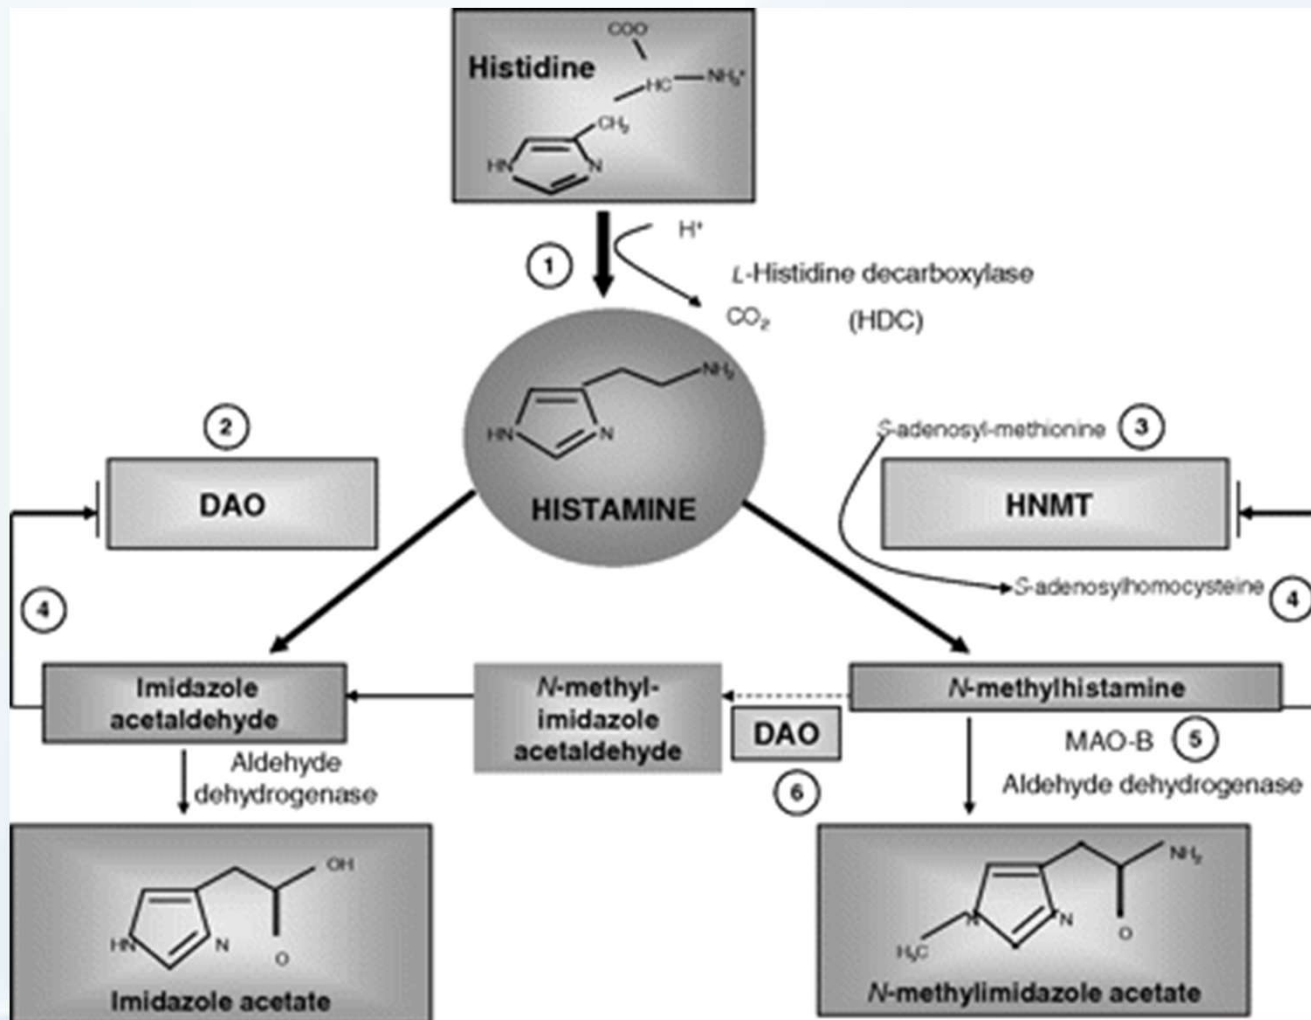 COO
Histidine
HC
NH3+
CH2
HN
N
H+
1
L-Histidine decarboxylase
CO2
(HDC)
NH2
HN
N
HISTAMINE
2
DAO
S-adenosyl-methionine
3
HNMT
4
S-adenosylhomocysteine
4
Imidazole
acetaldehyde
N-methyl-
imidazole
acetaldehyde
DAO
6
N-methylhistamine
MAO-B
5
Aldehyde
dehydrogenase
Aldehyde dehydrogenase
OH
HN
N
O
Imidazole acetate
NH2
N
N
O
H3C
N-methylimidazole acetate